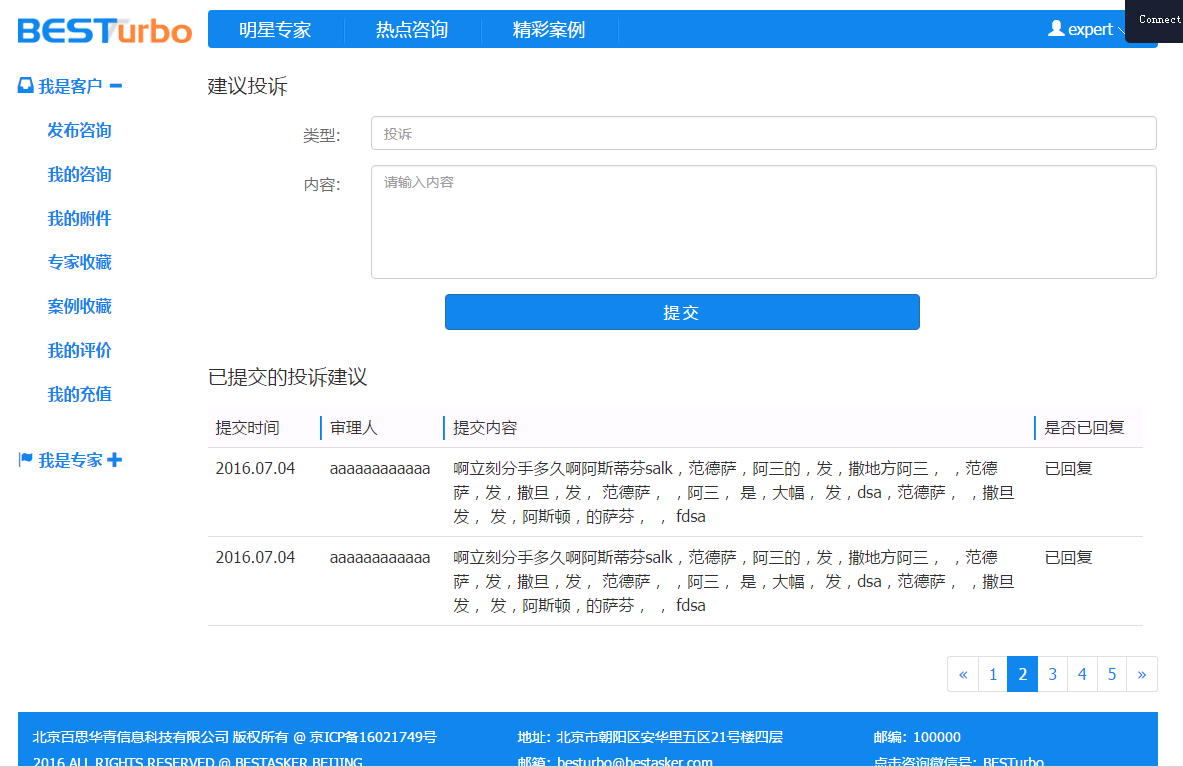 BESTurbo
明星专家
热点咨询
精彩案例
expert
Connect
我是客户
发布咨询
我的咨询
我的附件
专家收藏
案例收藏
我的评价
我的充值
我是专家
建议投诉
类型: 投诉
内容: 请输入内容
提交
已提交的投诉建议
提交时间 审理人 提交内容 是否已回复
2016.07.04 aaaaaaaaaaaa 啊立刻分手多久啊阿斯蒂芬salk，范德萨，阿三的，发，撒地方阿三， ，范德 已回复
萨，发，撒旦，发， 范德萨， ，阿三， 是，大幅， 发，dsa，范德萨， ，撒旦
发， 发，阿斯顿，的萨芬， ， fdsa
2016.07.04 aaaaaaaaaaaa 啊立刻分手多久啊阿斯蒂芬salk，范德萨，阿三的，发，撒地方阿三， ，范德 已回复
萨，发，撒旦，发， 范德萨， ，阿三， 是，大幅， 发，dsa，范德萨， ，撒旦
发， 发，阿斯顿，的萨芬， ， fdsa
« 1 2 3 4 5 »
北京百思华青信息科技有限公司 版权所有 @ 京ICP备16021749号 地址：北京市朝阳区安华里五区21号楼四层 邮编：100000
2016 ALL RIGHTS RESERVED @ BESTASKER BEIJING 邮箱：besturbo@bestasker.com 点击咨询微信号：BESTurbo